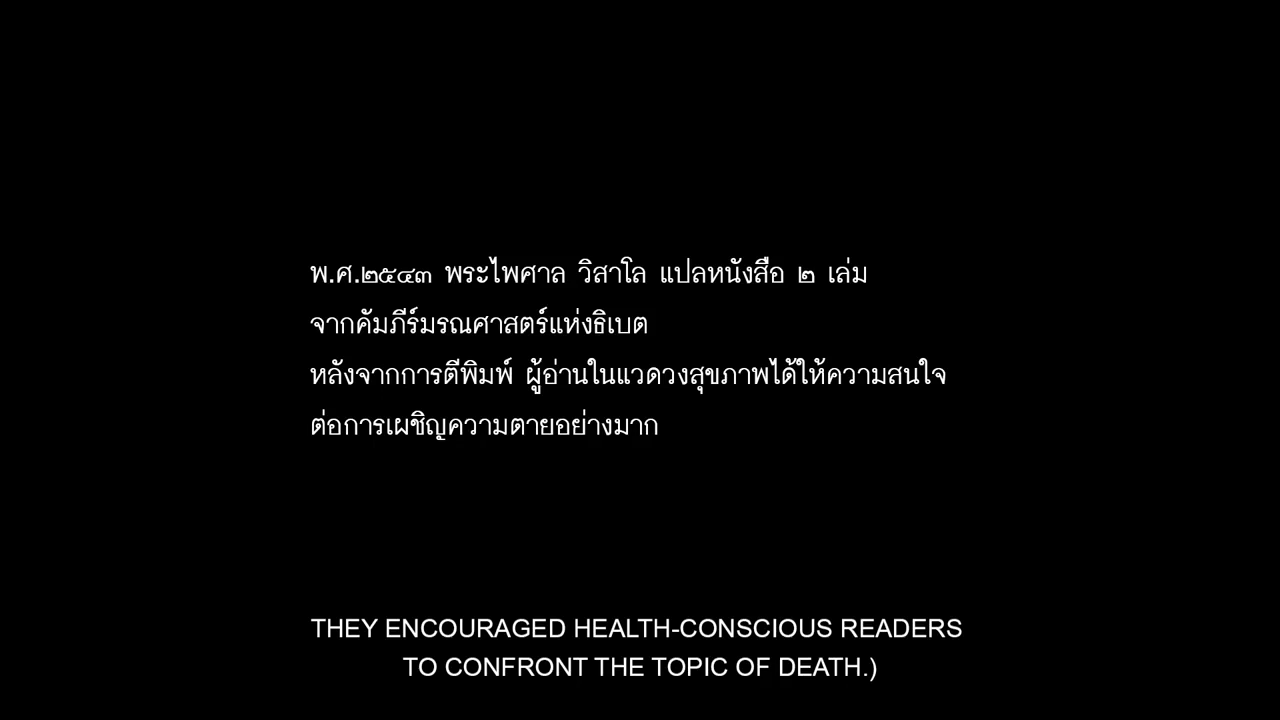 พ.ศ.๒๕๔๓ พระไพศาล วิสาโล แปลหนังสือ ๒ เล่ม
จากคัมภีร์มรณศาสตร์แห่งธิเบต
หลังจากการตีพิมพ์ ผู้อ่านในแวดวงสุขภาพได้ให้ความสนใจ
ต่อการเผชิญความตายอย่างมาก
THEY ENCOURAGED HEALTH-CONSCIOUS READERS
TO CONFRONT THE TOPIC OF DEATH.)